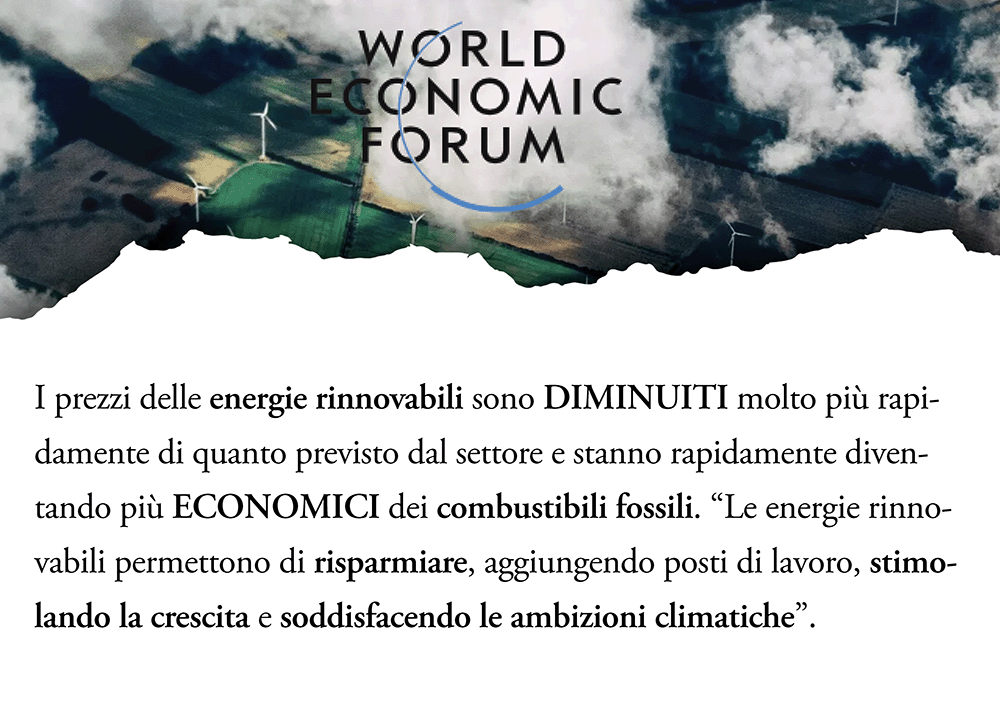 WORLD
ECONOMIC
FORUM
I prezzi delle energie rinnovabili sono DIMINUITI molto più rapi-
damente di quanto previsto dal settore e stanno rapidamente diven-
tando più ECONOMICI dei combustibili fossili. “Le energie rinno-
vabili permettono di risparmiare, aggiungendo posti di lavoro, stimo-
lando la crescita e soddisfacendo le ambizioni climatiche”.